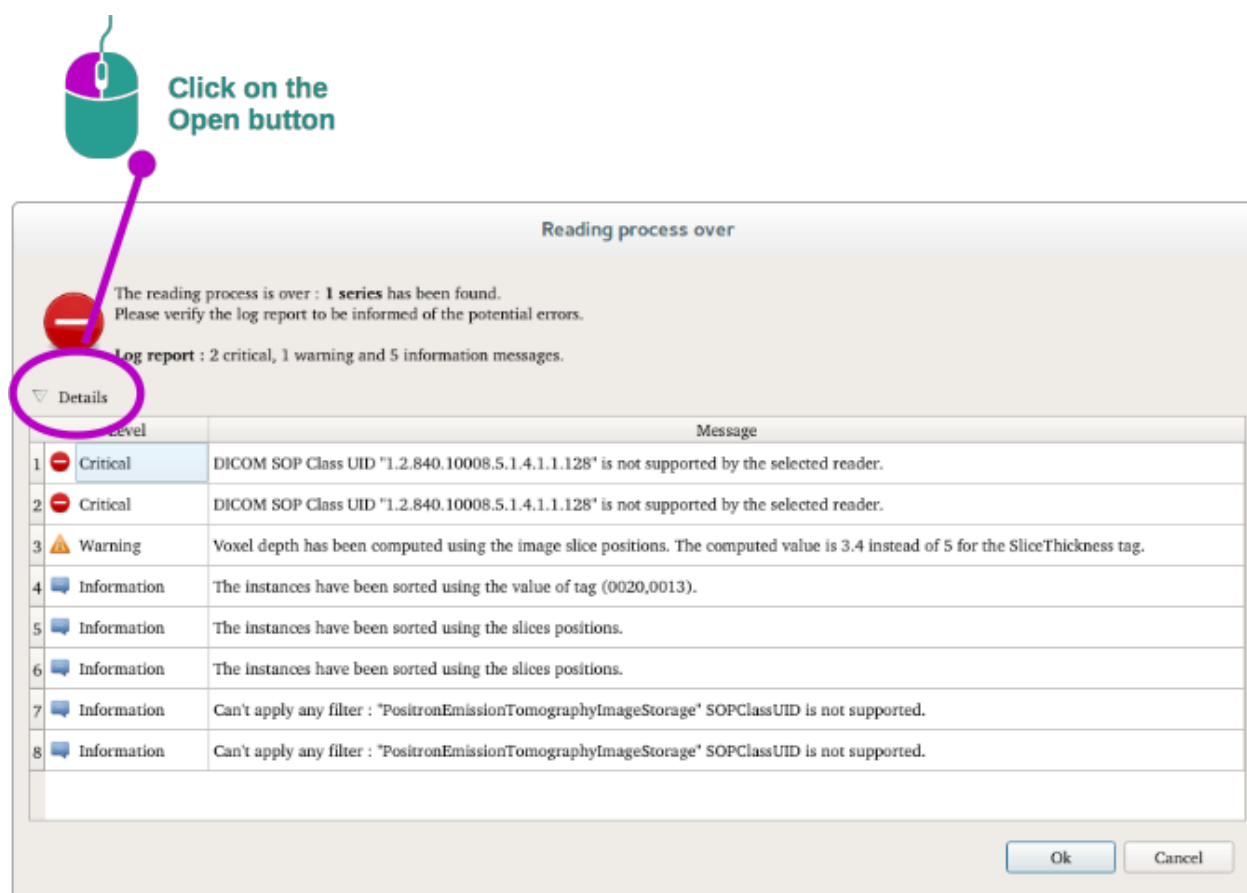 Click on the
Open button
Reading process over
The reading process is over : 1 series has been found.
Please verify the log report to be informed of the potential errors.
Log report : 2 critical, 1 warning and 5 information messages.
Details
Level Message
1 Critical DICOM SOP Class UID "1.2.840.10008.5.1.4.1.1.128" is not supported by the selected reader.
2 Critical DICOM SOP Class UID "1.2.840.10008.5.1.4.1.1.128" is not supported by the selected reader.
3 Warning Voxel depth has been computed using the image slice positions. The computed value is 3.4 instead of 5 for the SliceThickness tag.
4 Information The instances have been sorted using the value of tag (0020,0013).
5 Information The instances have been sorted using the slices positions.
6 Information The instances have been sorted using the slices positions.
7 Information Can't apply any filter : "PositronEmissionTomographyImageStorage" SOPClassUID is not supported.
8 Information Can't apply any filter : "PositronEmissionTomographyImageStorage" SOPClassUID is not supported.
Ok Cancel